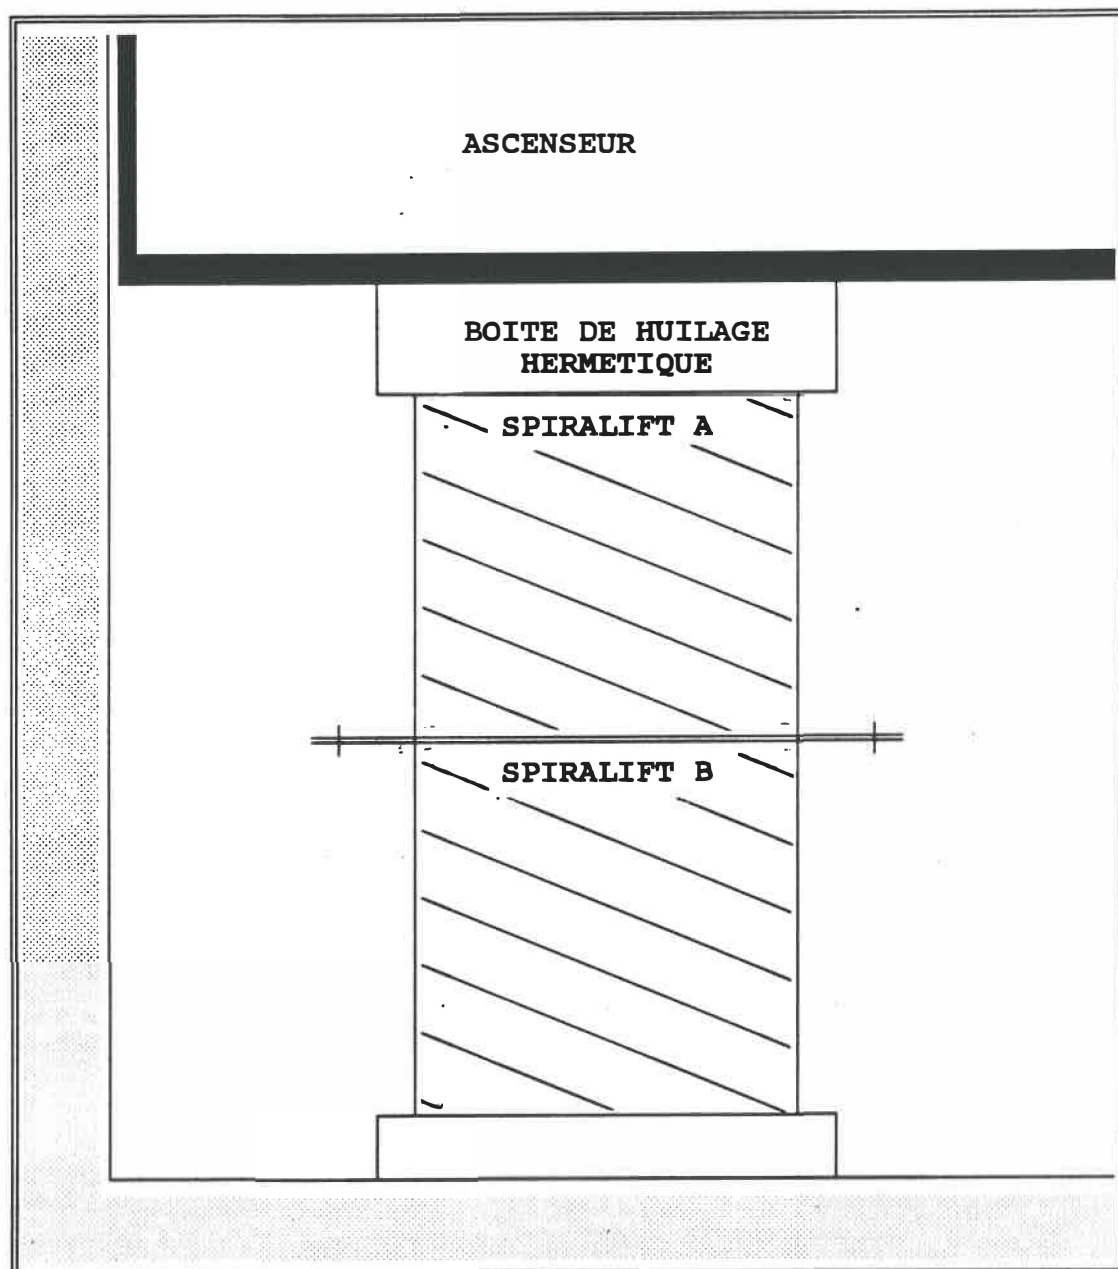 ASCENSEUR
BOITE DE HUILAGE
HERMETIQUE
SPIRALIFT A
SPIRALIFT B